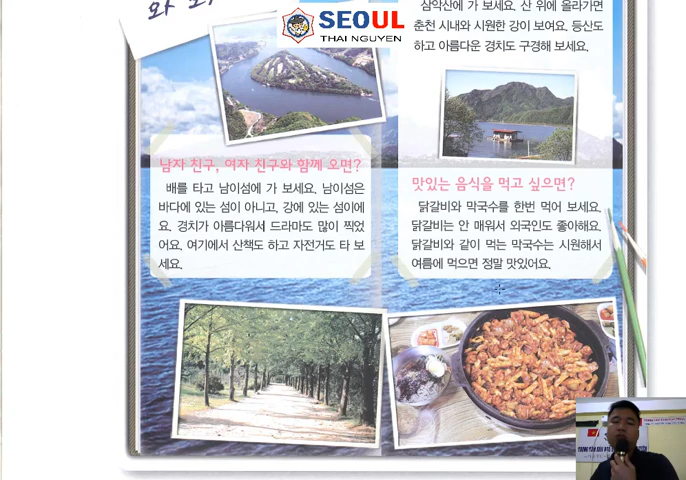 와
SEOUL
THAI NGUYEN
삼악산에 가 보세요. 산 위에 올라가면
춘천 시내와 시원한 강이 보여요. 등산도
하고 아름다운 경치도 구경해 보세요.
남자 친구, 여자 친구와 함께 오면?
배를 타고 남이섬에 가 보세요. 남이섬은
바다에 있는 섬이 아니고, 강에 있는 섬이에
요. 경치가 아름다워서 드라마도 많이 찍었
어요. 여기에서 산책도 하고 자전거도 타 보
세요.
맛있는 음식을 먹고 싶으면?
닭갈비와 막국수를 한번 먹어 보세요.
닭갈비는 안 매워서 외국인도 좋아해요.
닭갈비와 같이 먹는 막국수는 시원해서
여름에 먹으면 정말 맛있어요.